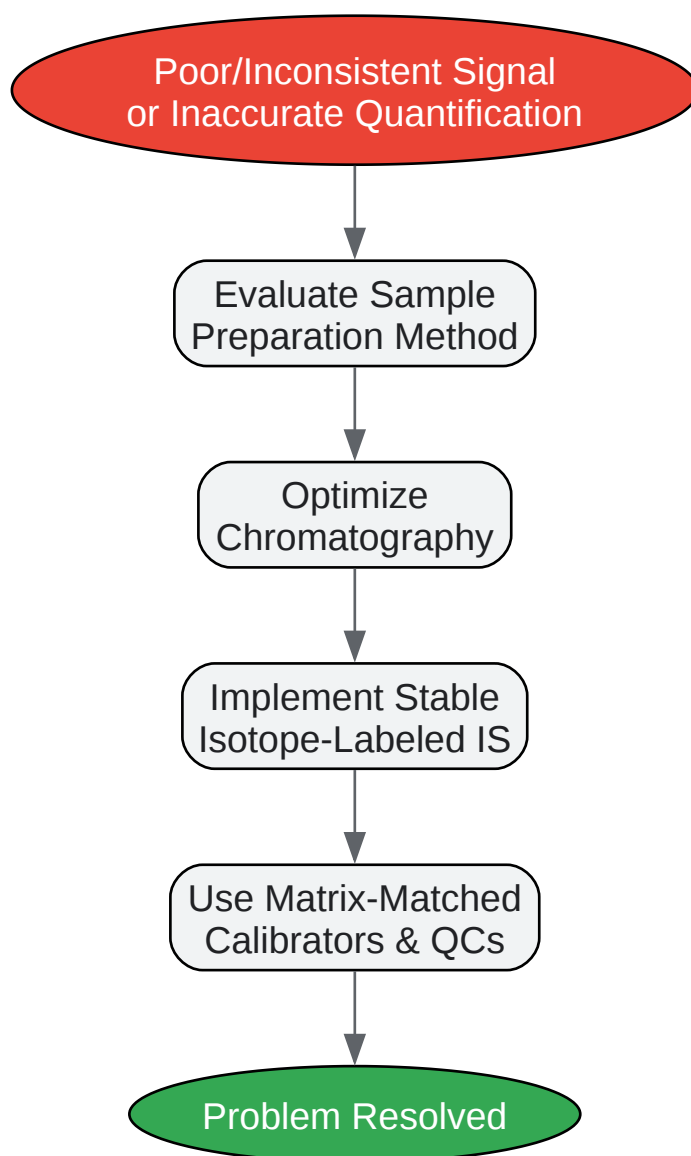 Poor/Inconsistent Signal
or Inaccurate Quantification
Evaluate Sample
Preparation Method
Optimize
Chromatography
Implement Stable
Isotope-Labeled IS
Use Matrix-Matched
Calibrators & QCs
Problem Resolved